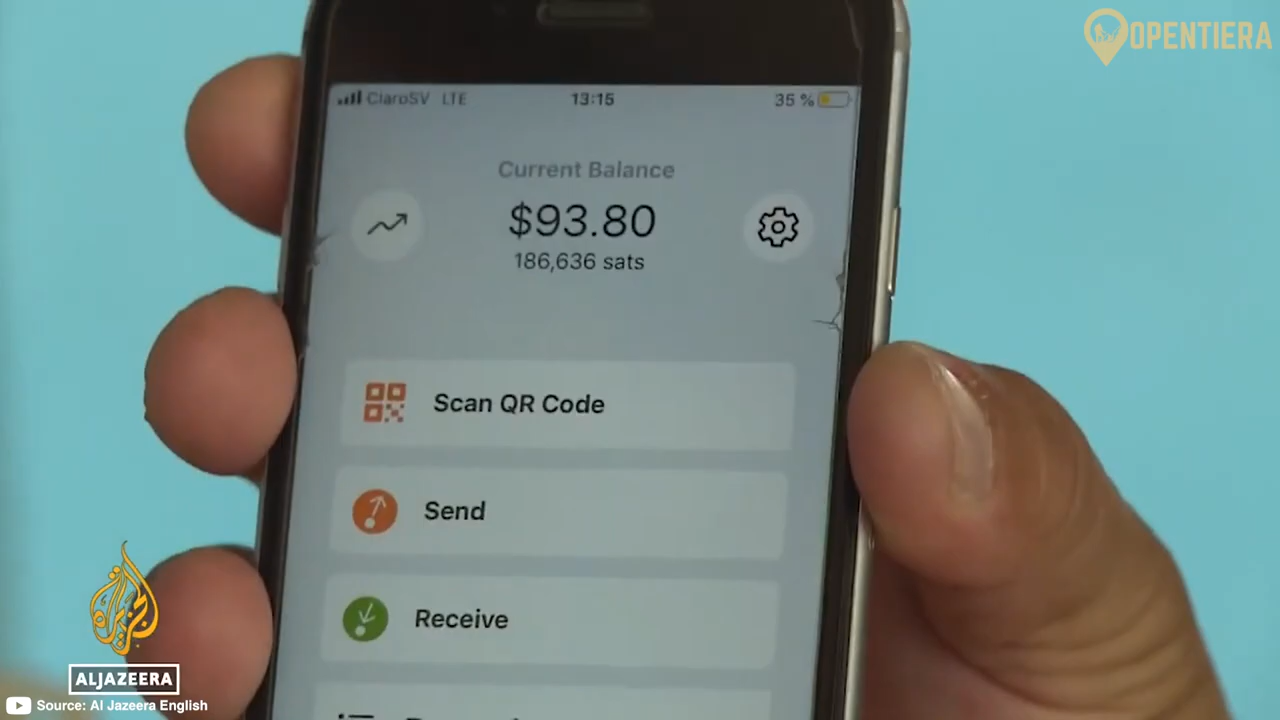 OPENTIERA
ClaroSV LTE 13:15 35 %
Current Balance
$93.80
186,636 sats
Scan QR Code
Send
Receive
ALJAZEERA
Source: Al Jazeera English